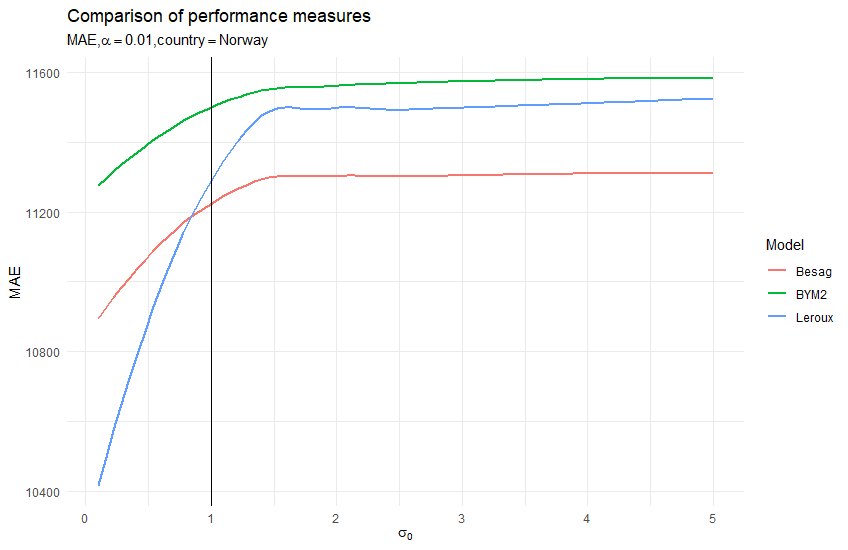 Comparison of performance measures
MAE,α = 0.01,country = Norway
MAE
11600
11200
10800
10400
0 1 2 3 4 5
σ₀
Model
Besag
BYM2
Leroux